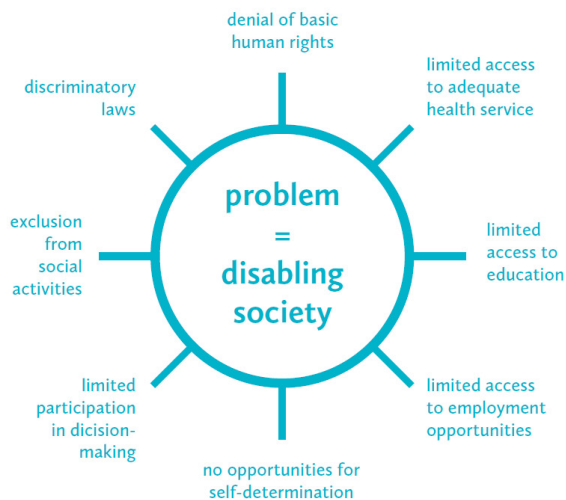 denial of basic
human rights
limited access
to adequate
health service
limited
access to
education
limited access
to employment
opportunities
no opportunities for
self-determination
limited
participation
in dicision-
making
exclusion
from
social
activities
discriminatory
laws
problem
=
disabling
society